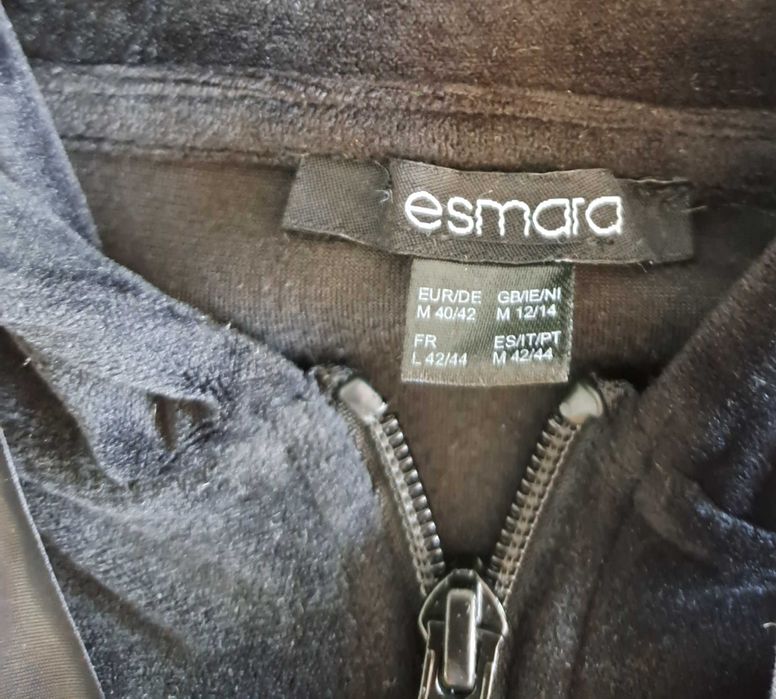 esmara
EUR/DE GB/IE/NI
M 40/42 M 12/14
FR ES/IT/PT
L 42/44 M 42/44